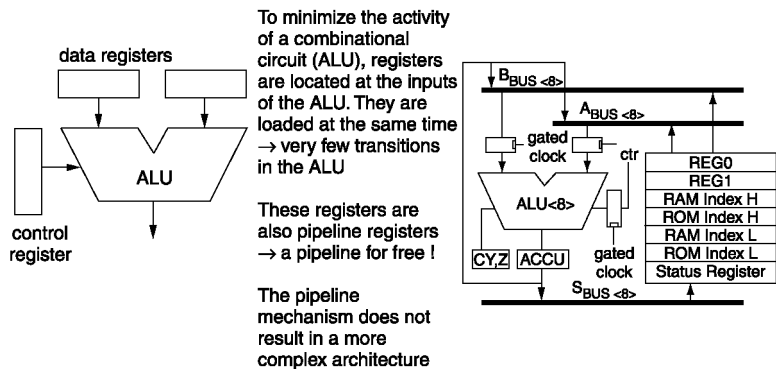 data registers
ALU
control
register
To minimize the activity
of a combinational
circuit (ALU), registers
are located at the inputs
of the ALU. They are
loaded at the same time
→ very few transitions
in the ALU
These registers are
also pipeline registers
→ a pipeline for free !
The pipeline
mechanism does not
result in a more
complex architecture
B BUS <8>
A BUS <8>
gated
clock
ctr
ALU<8>
CY,Z
ACCU
gated
clock
S BUS <8>
REG0
REG1
RAM Index H
ROM Index H
RAM Index L
ROM Index L
Status Register